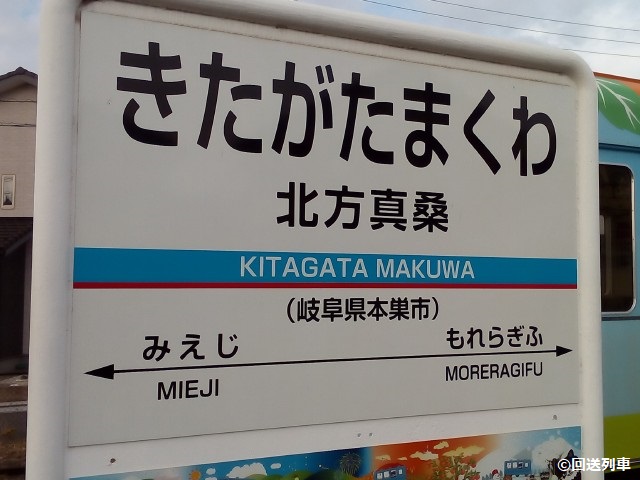 きたがたまくわ
北方真桑
KITAGATA MAKUWA
（岐阜県本巣市）
みえじ もれらぎふ
MIEJI MORERAGIFU
©回送列車